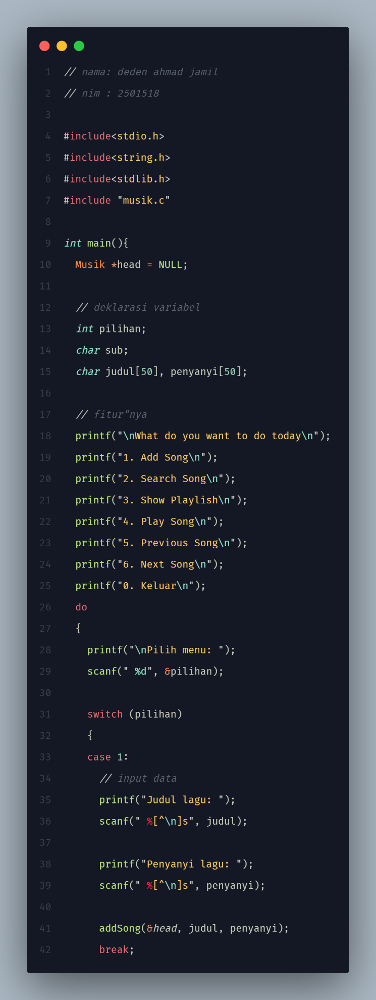 1 // nama: deden ahmad jamil
2 // nim : 2501518
3
4 #include<stdio.h>
5 #include<string.h>
6 #include<stdlib.h>
7 #include "musik.c"
8
9 int main(){
10   Musik *head = NULL;
11
12   // deklarasi variabel
13   int pilihan;
14   char sub;
15   char judul[50], penyanyi[50];
16
17   // fitur"nya
18   printf("\nWhat do you want to do today\n");
19   printf("1. Add Song\n");
20   printf("2. Search Song\n");
21   printf("3. Show Playlish\n");
22   printf("4. Play Song\n");
23   printf("5. Previous Song\n");
24   printf("6. Next Song\n");
25   printf("0. Keluar\n");
26   do
27   {
28     printf("\nPilih menu: ");
29     scanf(" %d", &pilihan);
30
31     switch (pilihan)
32     {
33     case 1:
34       // input data
35       printf("Judul lagu: ");
36       scanf(" %[^\n]s", judul);
37
38       printf("Penyanyi lagu: ");
39       scanf(" %[^\n]s", penyanyi);
40
41       addSong(&head, judul, penyanyi);
42       break;